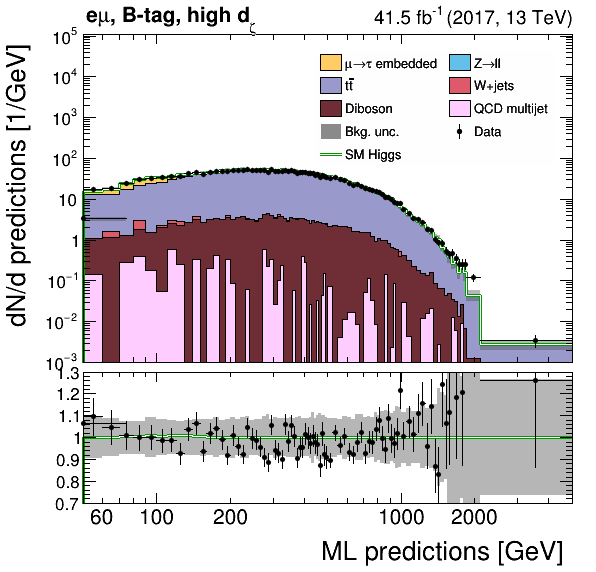 eμ, B-tag, high dζ
41.5 fb⁻¹ (2017, 13 TeV)
dN/d predictions [1/GeV]
10⁵
10⁴
10³
10²
10
1
10⁻¹
10⁻²
10⁻³
μ→τ embedded
Z→ll
tt̄
W+jets
Diboson
QCD multijet
Bkg. unc.
Data
SM Higgs
1.3
1.2
1.1
1
0.9
0.8
0.7
60 100 200 1000 2000
ML predictions [GeV]